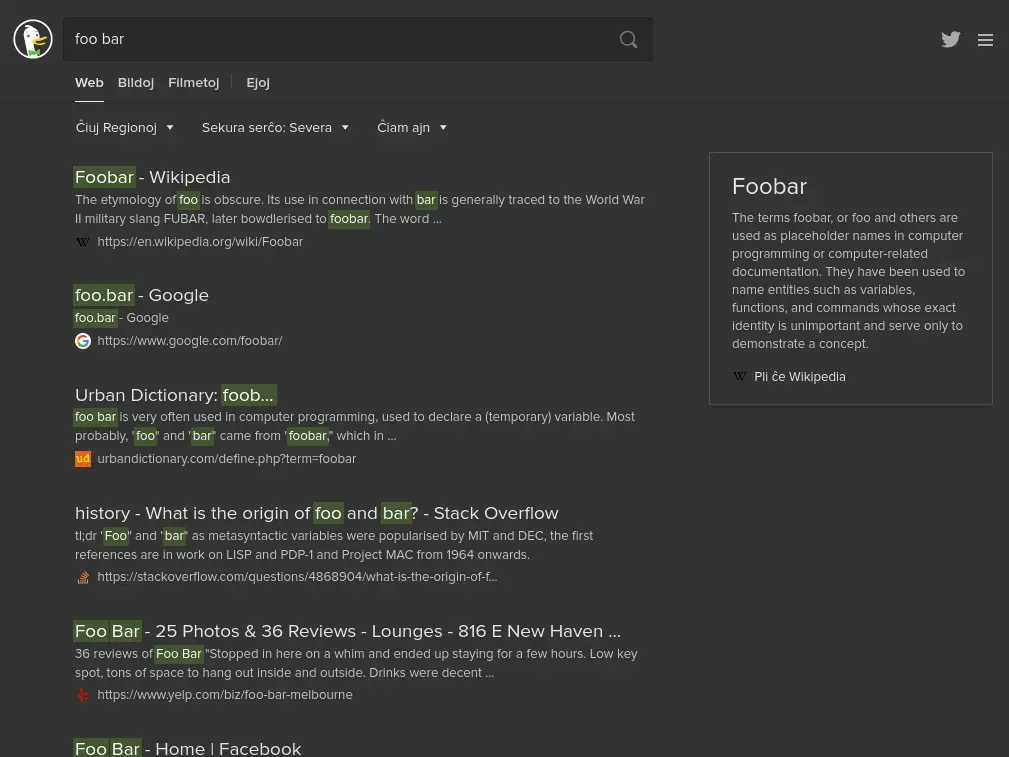 foo bar
Web Bildoj Filmetoj Ejoj
Ĉiuj Regionoj Sekura serĉo: Severa Ĉiam ajn
Foobar - Wikipedia
The etymology of foo is obscure. Its use in connection with bar is generally traced to the World War
II military slang FUBAR, later bowdlerised to foobar. The word ...
https://en.wikipedia.org/wiki/Foobar
foo.bar - Google
foo.bar - Google
https://www.google.com/foobar/
Urban Dictionary: foob...
foo bar is very often used in computer programming, used to declare a (temporary) variable. Most
probably, "foo" and "bar" came from "foobar," which in ...
ud urbandictionary.com/define.php?term=foobar
history - What is the origin of foo and bar? - Stack Overflow
tl;dr "Foo" and "bar" as metasyntactic variables were popularised by MIT and DEC, the first
references are in work on LISP and PDP-1 and Project MAC from 1964 onwards.
https://stackoverflow.com/questions/4868904/what-is-the-origin-of-f...
Foo Bar - 25 Photos & 36 Reviews - Lounges - 816 E New Haven ...
36 reviews of Foo Bar "Stopped in here on a whim and ended up staying for a few hours. Low key
spot, tons of space to hang out inside and outside. Drinks were decent ...
https://www.yelp.com/biz/foo-bar-melbourne
Foo Bar - Home | Facebook
Foobar
The terms foobar, or foo and others are
used as placeholder names in computer
programming or computer-related
documentation. They have been used to
name entities such as variables,
functions, and commands whose exact
identity is unimportant and serve only to
demonstrate a concept.
W Pli ĉe Wikipedia